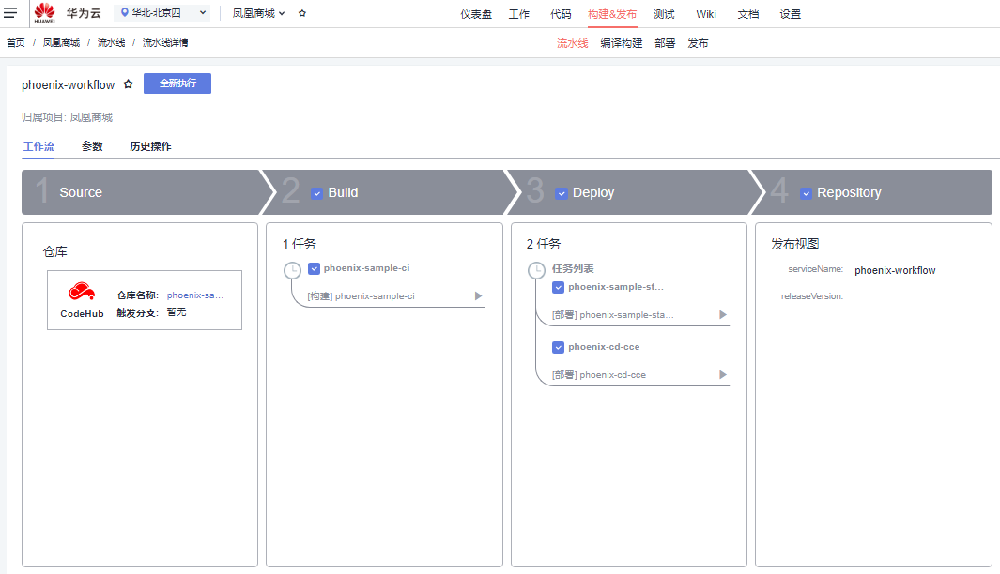 HUAWEI 华为云 华北-北京四 凤凰商城 仪表盘 工作 代码 构建&发布 测试 Wiki 文档 设置
首页 / 凤凰商城 / 流水线 / 流水线详情 流水线 编译构建 部署 发布
phoenix-workflow 全新执行
归属项目: 凤凰商城
工作流 参数 历史操作
1 Source 2 Build 3 Deploy 4 Repository
仓库
CodeHub
仓库名称: phoenix-sa...
触发分支: 暂无
1 任务
phoenix-sample-ci
[构建] phoenix-sample-ci
2 任务
任务列表
phoenix-sample-st...
[部署] phoenix-sample-sta...
phoenix-cd-cce
[部署] phoenix-cd-cce
发布视图
serviceName: phoenix-workflow
releaseVersion: